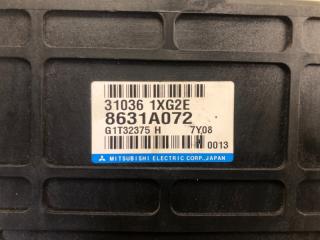 31036 1XG2E
8631A072
G1T32375 H 7Y08
H 0013
MITSUBISHI ELECTRIC CORP. JAPAN